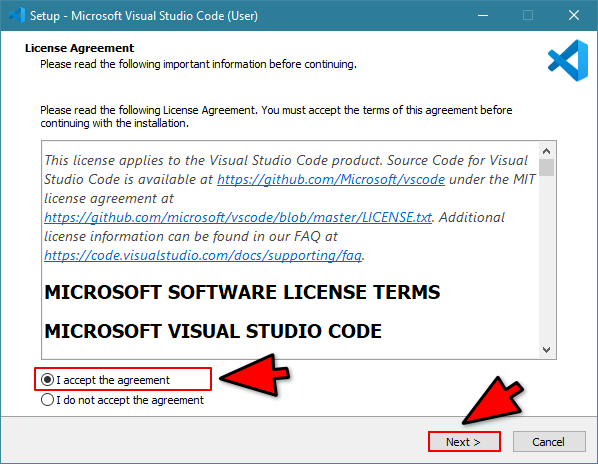 Setup - Microsoft Visual Studio Code (User)
License Agreement
Please read the following important information before continuing.
Please read the following License Agreement. You must accept the terms of this agreement before
continuing with the installation.
This license applies to the Visual Studio Code product. Source Code for Visual
Studio Code is available at https://github.com/Microsoft/vscode under the MIT
license agreement at
https://github.com/microsoft/vscode/blob/master/LICENSE.txt. Additional
license information can be found in our FAQ at
https://code.visualstudio.com/docs/supporting/faq.
MICROSOFT SOFTWARE LICENSE TERMS
MICROSOFT VISUAL STUDIO CODE
I accept the agreement
I do not accept the agreement
Next > Cancel